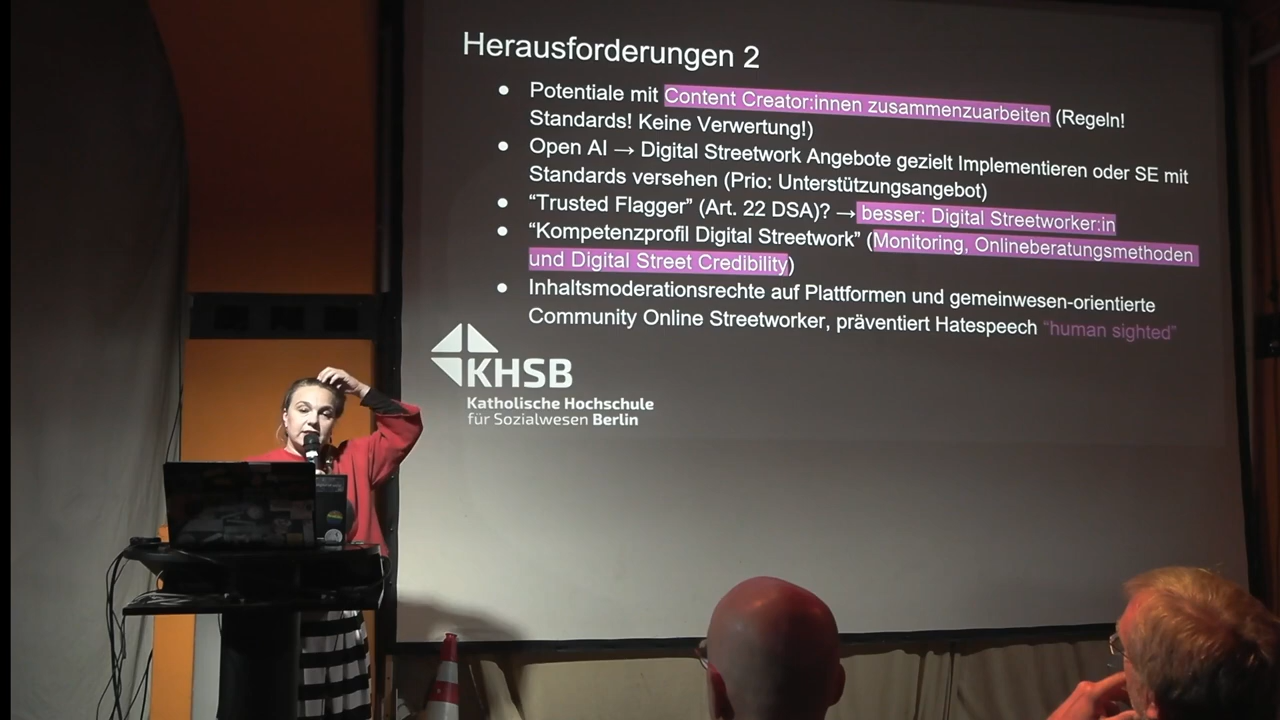 Herausforderungen 2
● Potentiale mit Content Creator:innen zusammenzuarbeiten (Regeln!
Standards! Keine Verwertung!)
● Open AI → Digital Streetwork Angebote gezielt Implementieren oder SE mit
Standards versehen (Prio: Unterstützungsangebot)
● “Trusted Flagger” (Art. 22 DSA)? → besser: Digital Streetworker:in
● “Kompetenzprofil Digital Streetwork” (Monitoring, Onlineberatungsmethoden
und Digital Street Credibility)
● Inhaltsmoderationsrechte auf Plattformen und gemeinwesen-orientierte
Community Online Streetworker, präventiert Hatespeech “human sighted”
KHSB
Katholische Hochschule
für Sozialwesen Berlin